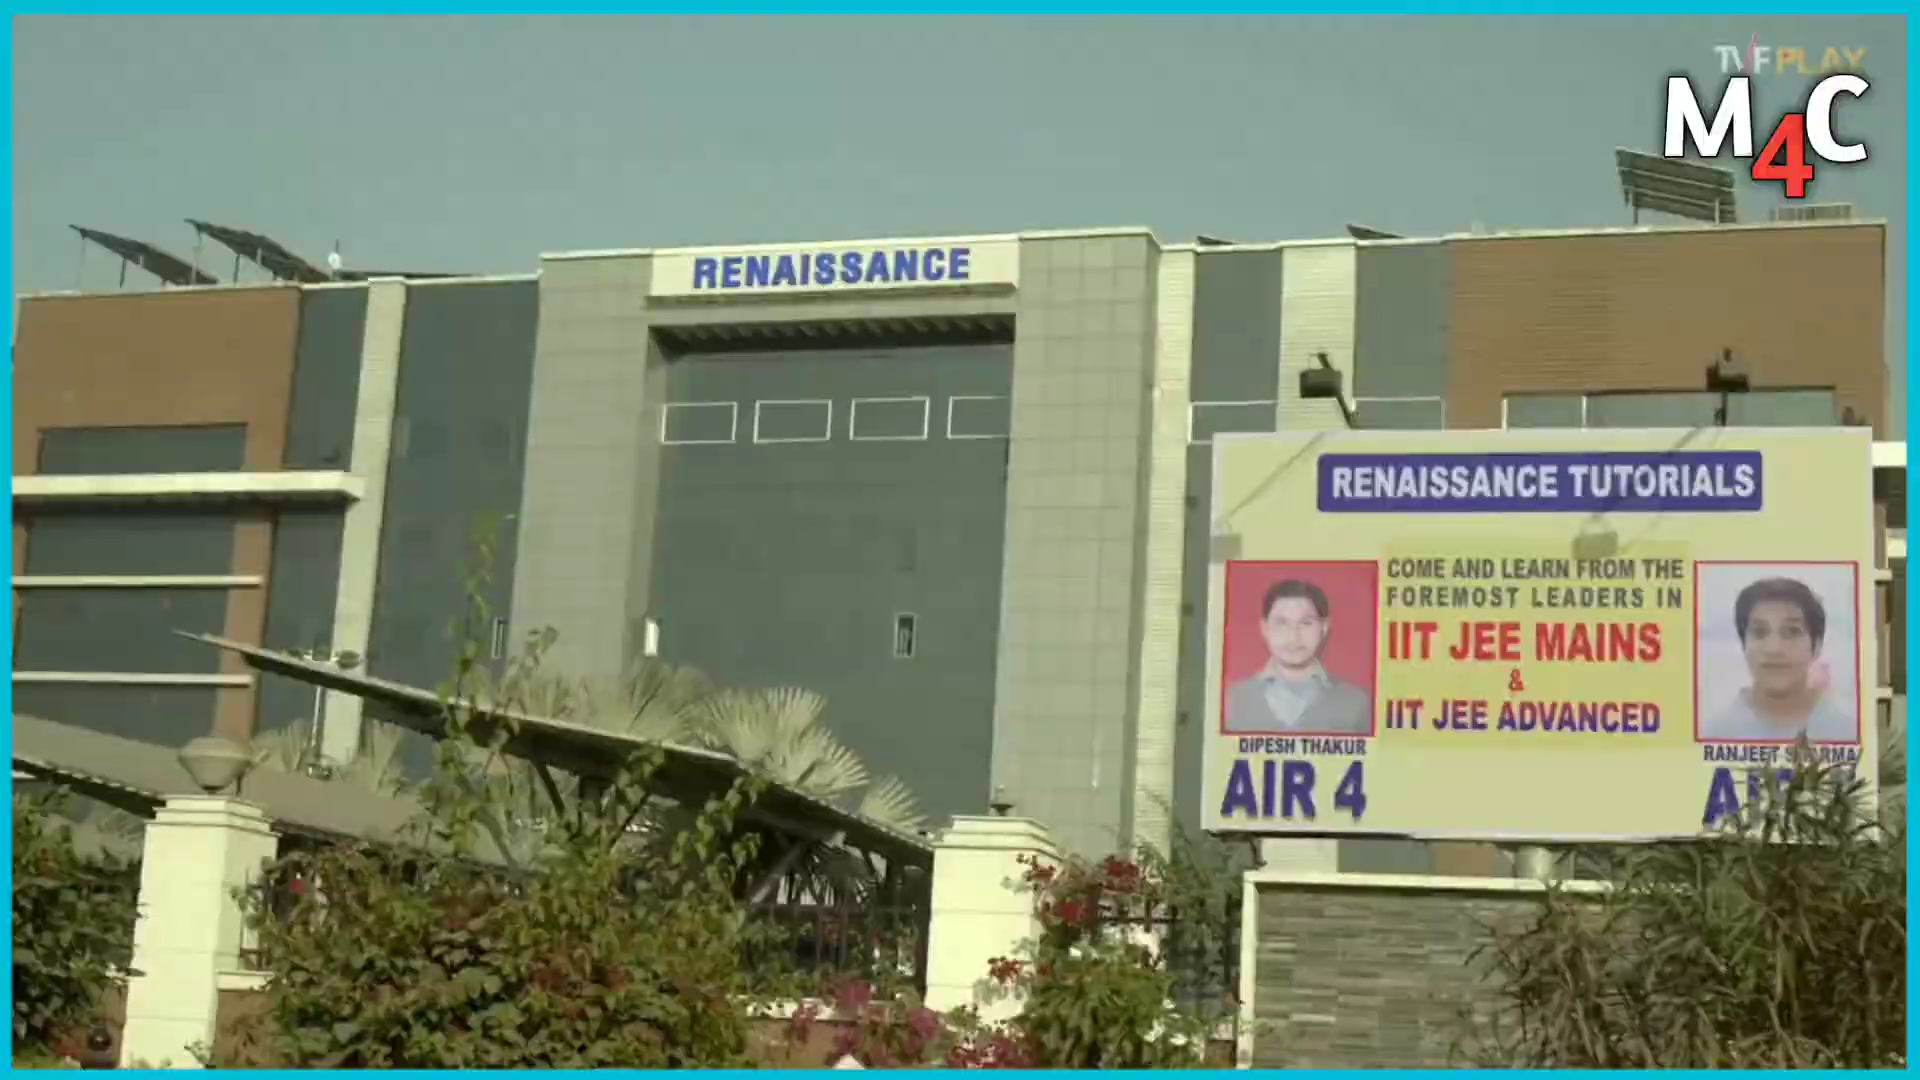 TVF PLAY
M4C
RENAISSANCE
RENAISSANCE TUTORIALS
COME AND LEARN FROM THE
FOREMOST LEADERS IN
IIT JEE MAINS
&
IIT JEE ADVANCED
DIPESH THAKUR
AIR 4
RANJEET